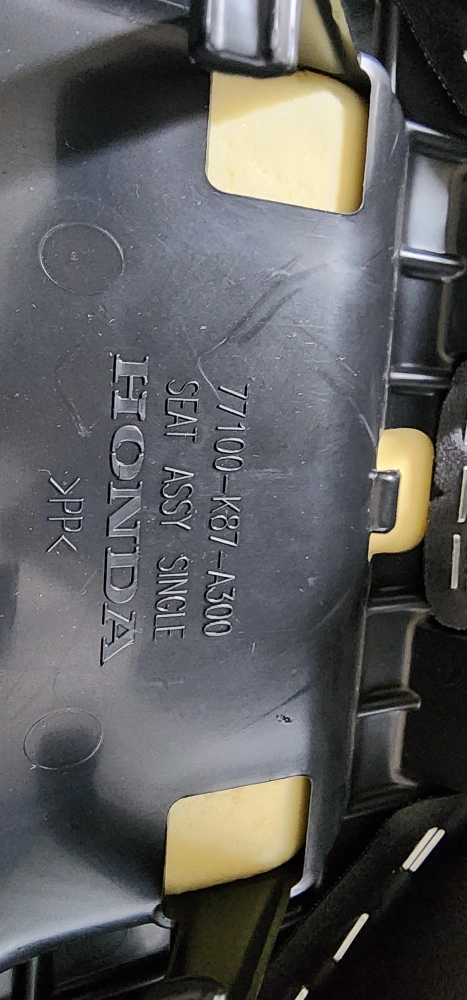 77100-K87-A300
SEAT ASSY SINGLE
HONDA
>PP<